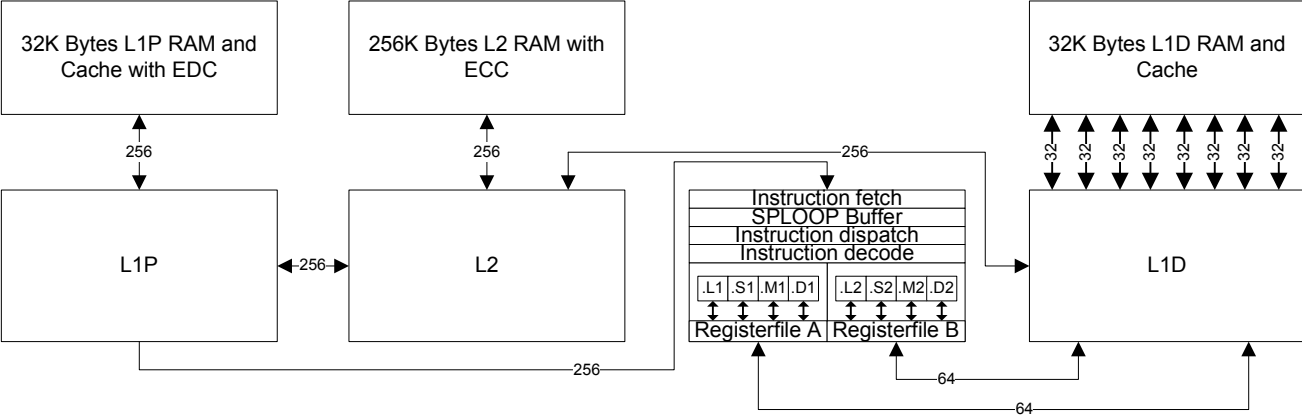 32K Bytes L1P RAM and
Cache with EDC
256K Bytes L2 RAM with
ECC
32K Bytes L1D RAM and
Cache
256
256
256
32
32
32
32
32
32
32
32
L1P
256
L2
Instruction fetch
SPLOOP Buffer
Instruction dispatch
Instruction decode
.L1 .S1 .M1 .D1
.L2 .S2 .M2 .D2
Registerfile A
Registerfile B
L1D
256
64
64